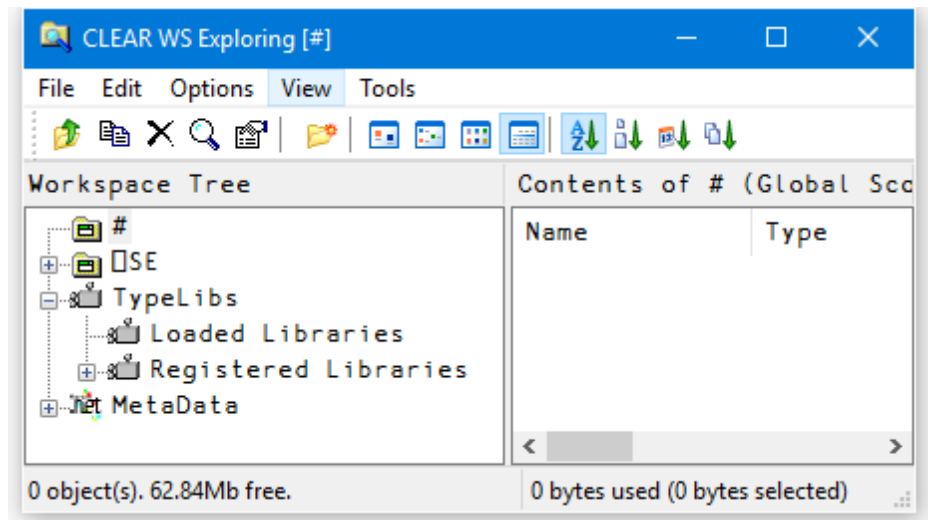 CLEAR WS Exploring [#]
File Edit Options View Tools
Workspace Tree
Contents of # (Global Sco
#
⎕SE
TypeLibs
Loaded Libraries
Registered Libraries
.net MetaData
Name Type
0 object(s). 62.84Mb free.
0 bytes used (0 bytes selected)